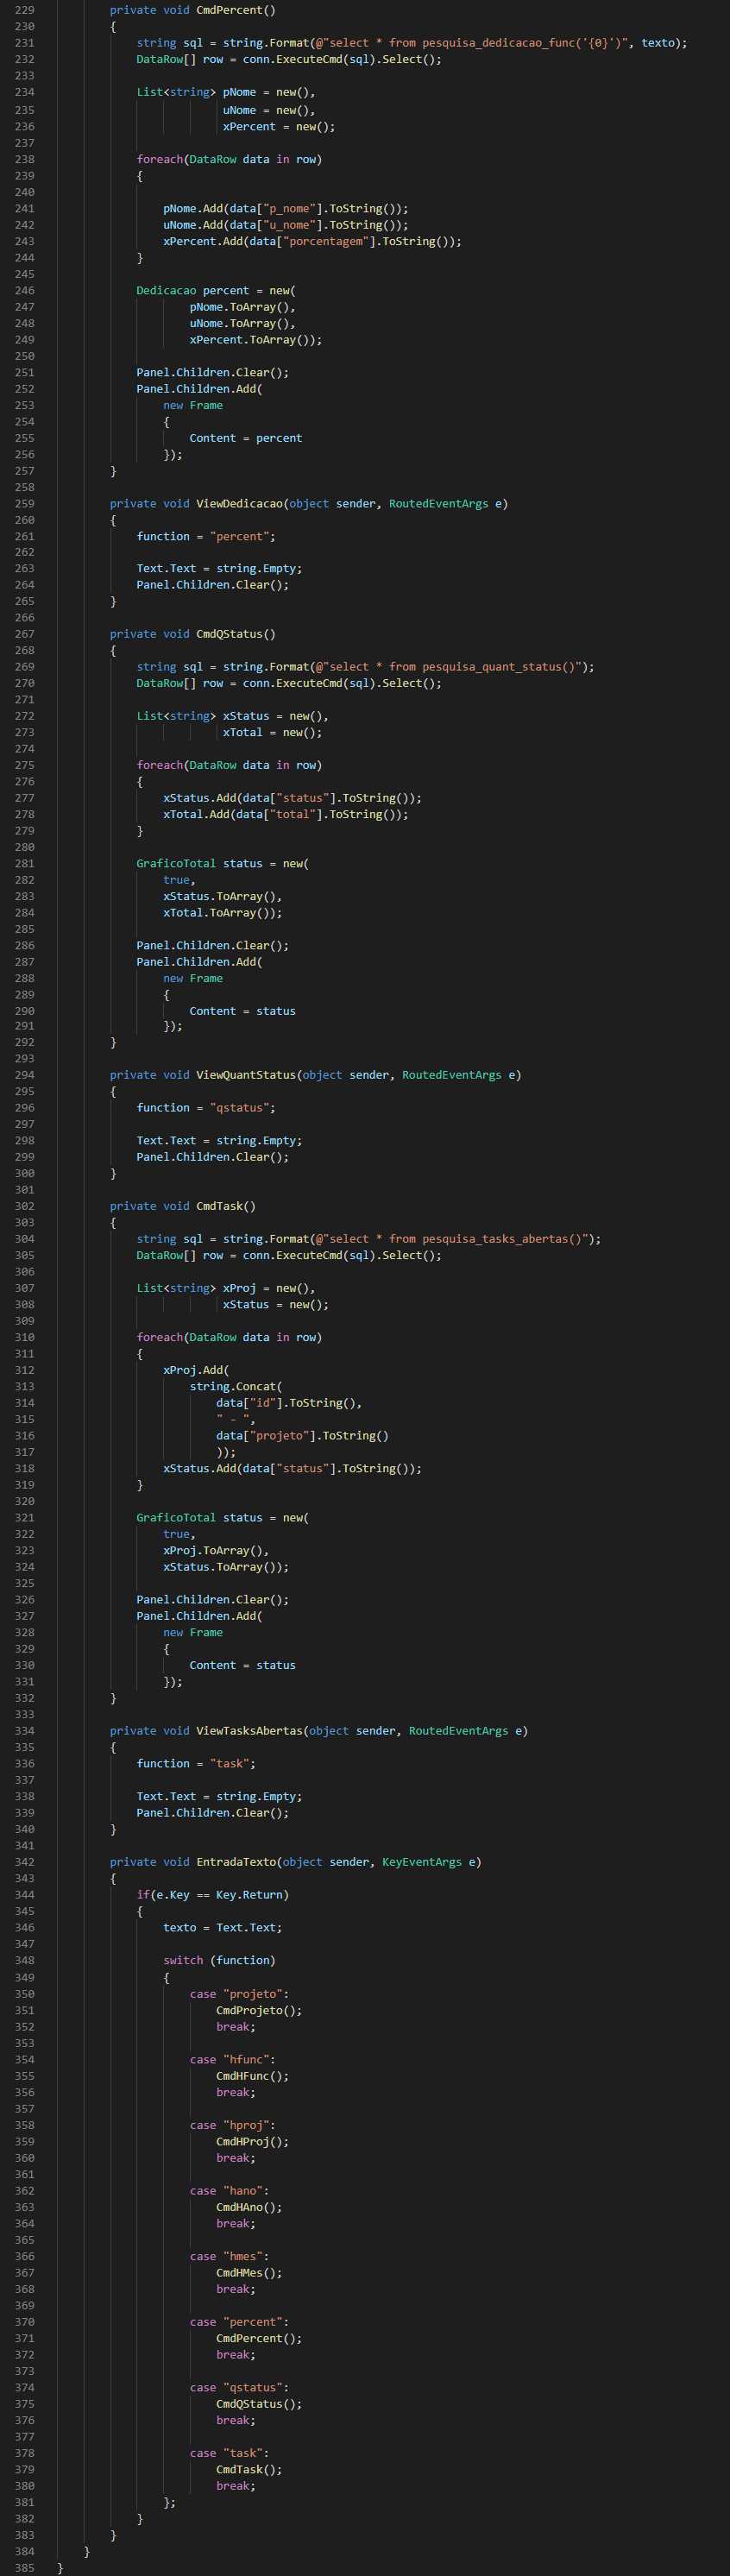 229 private void CmdPercent()
230 {
231 string sql = string.Format(@"select * from pesquisa_dedicacao_func('{0}')", texto);
232 DataRow[] row = conn.ExecuteCmd(sql).Select();
233
234 List<string> pNome = new(),
235 uNome = new(),
236 xPercent = new();
237
238 foreach(DataRow data in row)
239 {
240
241 pNome.Add(data["p_nome"].ToString());
242 uNome.Add(data["u_nome"].ToString());
243 xPercent.Add(data["porcentagem"].ToString());
244 }
245
246 Dedicacao percent = new(
247 pNome.ToArray(),
248 uNome.ToArray(),
249 xPercent.ToArray());
250
251 Panel.Children.Clear();
252 Panel.Children.Add(
253 new Frame
254 {
255 Content = percent
256 });
257 }
258
259 private void ViewDedicacao(object sender, RoutedEventArgs e)
260 {
261 function = "percent";
262
263 Text.Text = string.Empty;
264 Panel.Children.Clear();
265 }
266
267 private void CmdQStatus()
268 {
269 string sql = string.Format(@"select * from pesquisa_quant_status()");
270 DataRow[] row = conn.ExecuteCmd(sql).Select();
271
272 List<string> xStatus = new(),
273 xTotal = new();
274
275 foreach(DataRow data in row)
276 {
277 xStatus.Add(data["status"].ToString());
278 xTotal.Add(data["total"].ToString());
279 }
280
281 GraficoTotal status = new(
282 true,
283 xStatus.ToArray(),
284 xTotal.ToArray());
285
286 Panel.Children.Clear();
287 Panel.Children.Add(
288 new Frame
289 {
290 Content = status
291 });
292 }
293
294 private void ViewQuantStatus(object sender, RoutedEventArgs e)
295 {
296 function = "qstatus";
297
298 Text.Text = string.Empty;
299 Panel.Children.Clear();
300 }
301
302 private void CmdTask()
303 {
304 string sql = string.Format(@"select * from pesquisa_tasks_abertas()");
305 DataRow[] row = conn.ExecuteCmd(sql).Select();
306
307 List<string> xProj = new(),
308 xStatus = new();
309
310 foreach(DataRow data in row)
311 {
312 xProj.Add(
313 string.Concat(
314 data["id"].ToString(),
315 " - ",
316 data["projeto"].ToString()
317 ));
318 xStatus.Add(data["status"].ToString());
319 }
320
321 GraficoTotal status = new(
322 true,
323 xProj.ToArray(),
324 xStatus.ToArray());
325
326 Panel.Children.Clear();
327 Panel.Children.Add(
328 new Frame
329 {
330 Content = status
331 });
332 }
333
334 private void ViewTasksAbertas(object sender, RoutedEventArgs e)
335 {
336 function = "task";
337
338 Text.Text = string.Empty;
339 Panel.Children.Clear();
340 }
341
342 private void EntradaTexto(object sender, KeyEventArgs e)
343 {
344 if(e.Key == Key.Return)
345 {
346 texto = Text.Text;
347
348 switch (function)
349 {
350 case "projeto":
351 CmdProjeto();
352 break;
353
354 case "hfunc":
355 CmdHFunc();
356 break;
357
358 case "hproj":
359 CmdHProj();
360 break;
361
362 case "hano":
363 CmdHAno();
364 break;
365
366 case "hmes":
367 CmdHMes();
368 break;
369
370 case "percent":
371 CmdPercent();
372 break;
373
374 case "qstatus":
375 CmdQStatus();
376 break;
377
378 case "task":
379 CmdTask();
380 break;
381 };
382 }
383 }
384 }
385 }